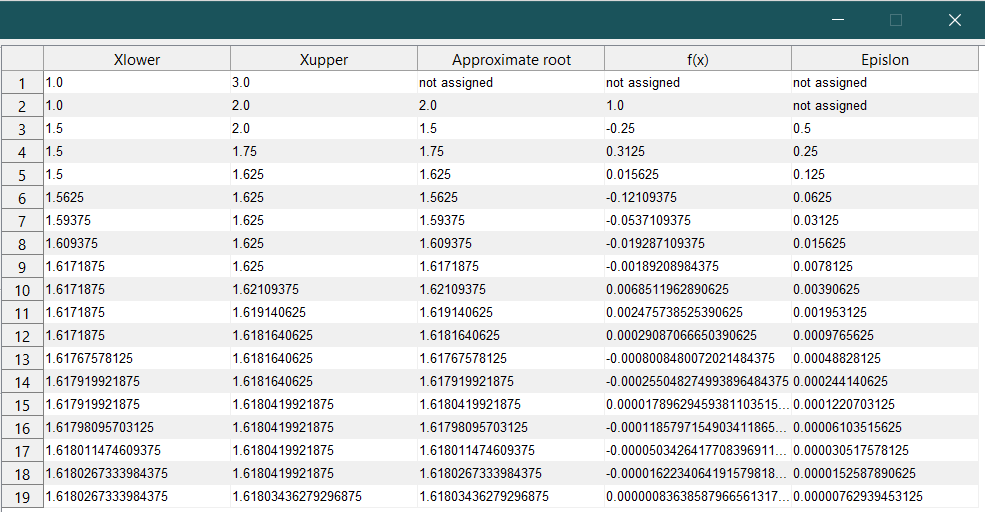 Xlower Xupper Approximate root f(x) Epislon
1 1.0 3.0 not assigned not assigned not assigned
2 1.0 2.0 2.0 1.0 not assigned
3 1.5 2.0 1.5 -0.25 0.5
4 1.5 1.75 1.75 0.3125 0.25
5 1.5 1.625 1.625 0.015625 0.125
6 1.5625 1.625 1.5625 -0.12109375 0.0625
7 1.59375 1.625 1.59375 -0.0537109375 0.03125
8 1.609375 1.625 1.609375 -0.019287109375 0.015625
9 1.6171875 1.625 1.6171875 -0.00189208984375 0.0078125
10 1.6171875 1.62109375 1.62109375 0.0068511962890625 0.00390625
11 1.6171875 1.619140625 1.619140625 0.002475738525390625 0.001953125
12 1.6171875 1.6181640625 1.6181640625 0.00029087066650390625 0.0009765625
13 1.61767578125 1.6181640625 1.61767578125 -0.0008008480072021484375 0.00048828125
14 1.617919921875 1.6181640625 1.617919921875 -0.000255048274993896484375 0.000244140625
15 1.617919921875 1.6180419921875 1.6180419921875 0.00001789629459381103515... 0.0001220703125
16 1.61798095703125 1.6180419921875 1.61798095703125 -0.0001185797154903411865... 0.00006103515625
17 1.618011474609375 1.6180419921875 1.618011474609375 -0.0000503426417708396911... 0.000030517578125
18 1.6180267333984375 1.6180419921875 1.6180267333984375 -0.0000162234064191579818... 0.0000152587890625
19 1.6180267333984375 1.61803436279296875 1.61803436279296875 0.00000083638587966561317... 0.00000762939453125